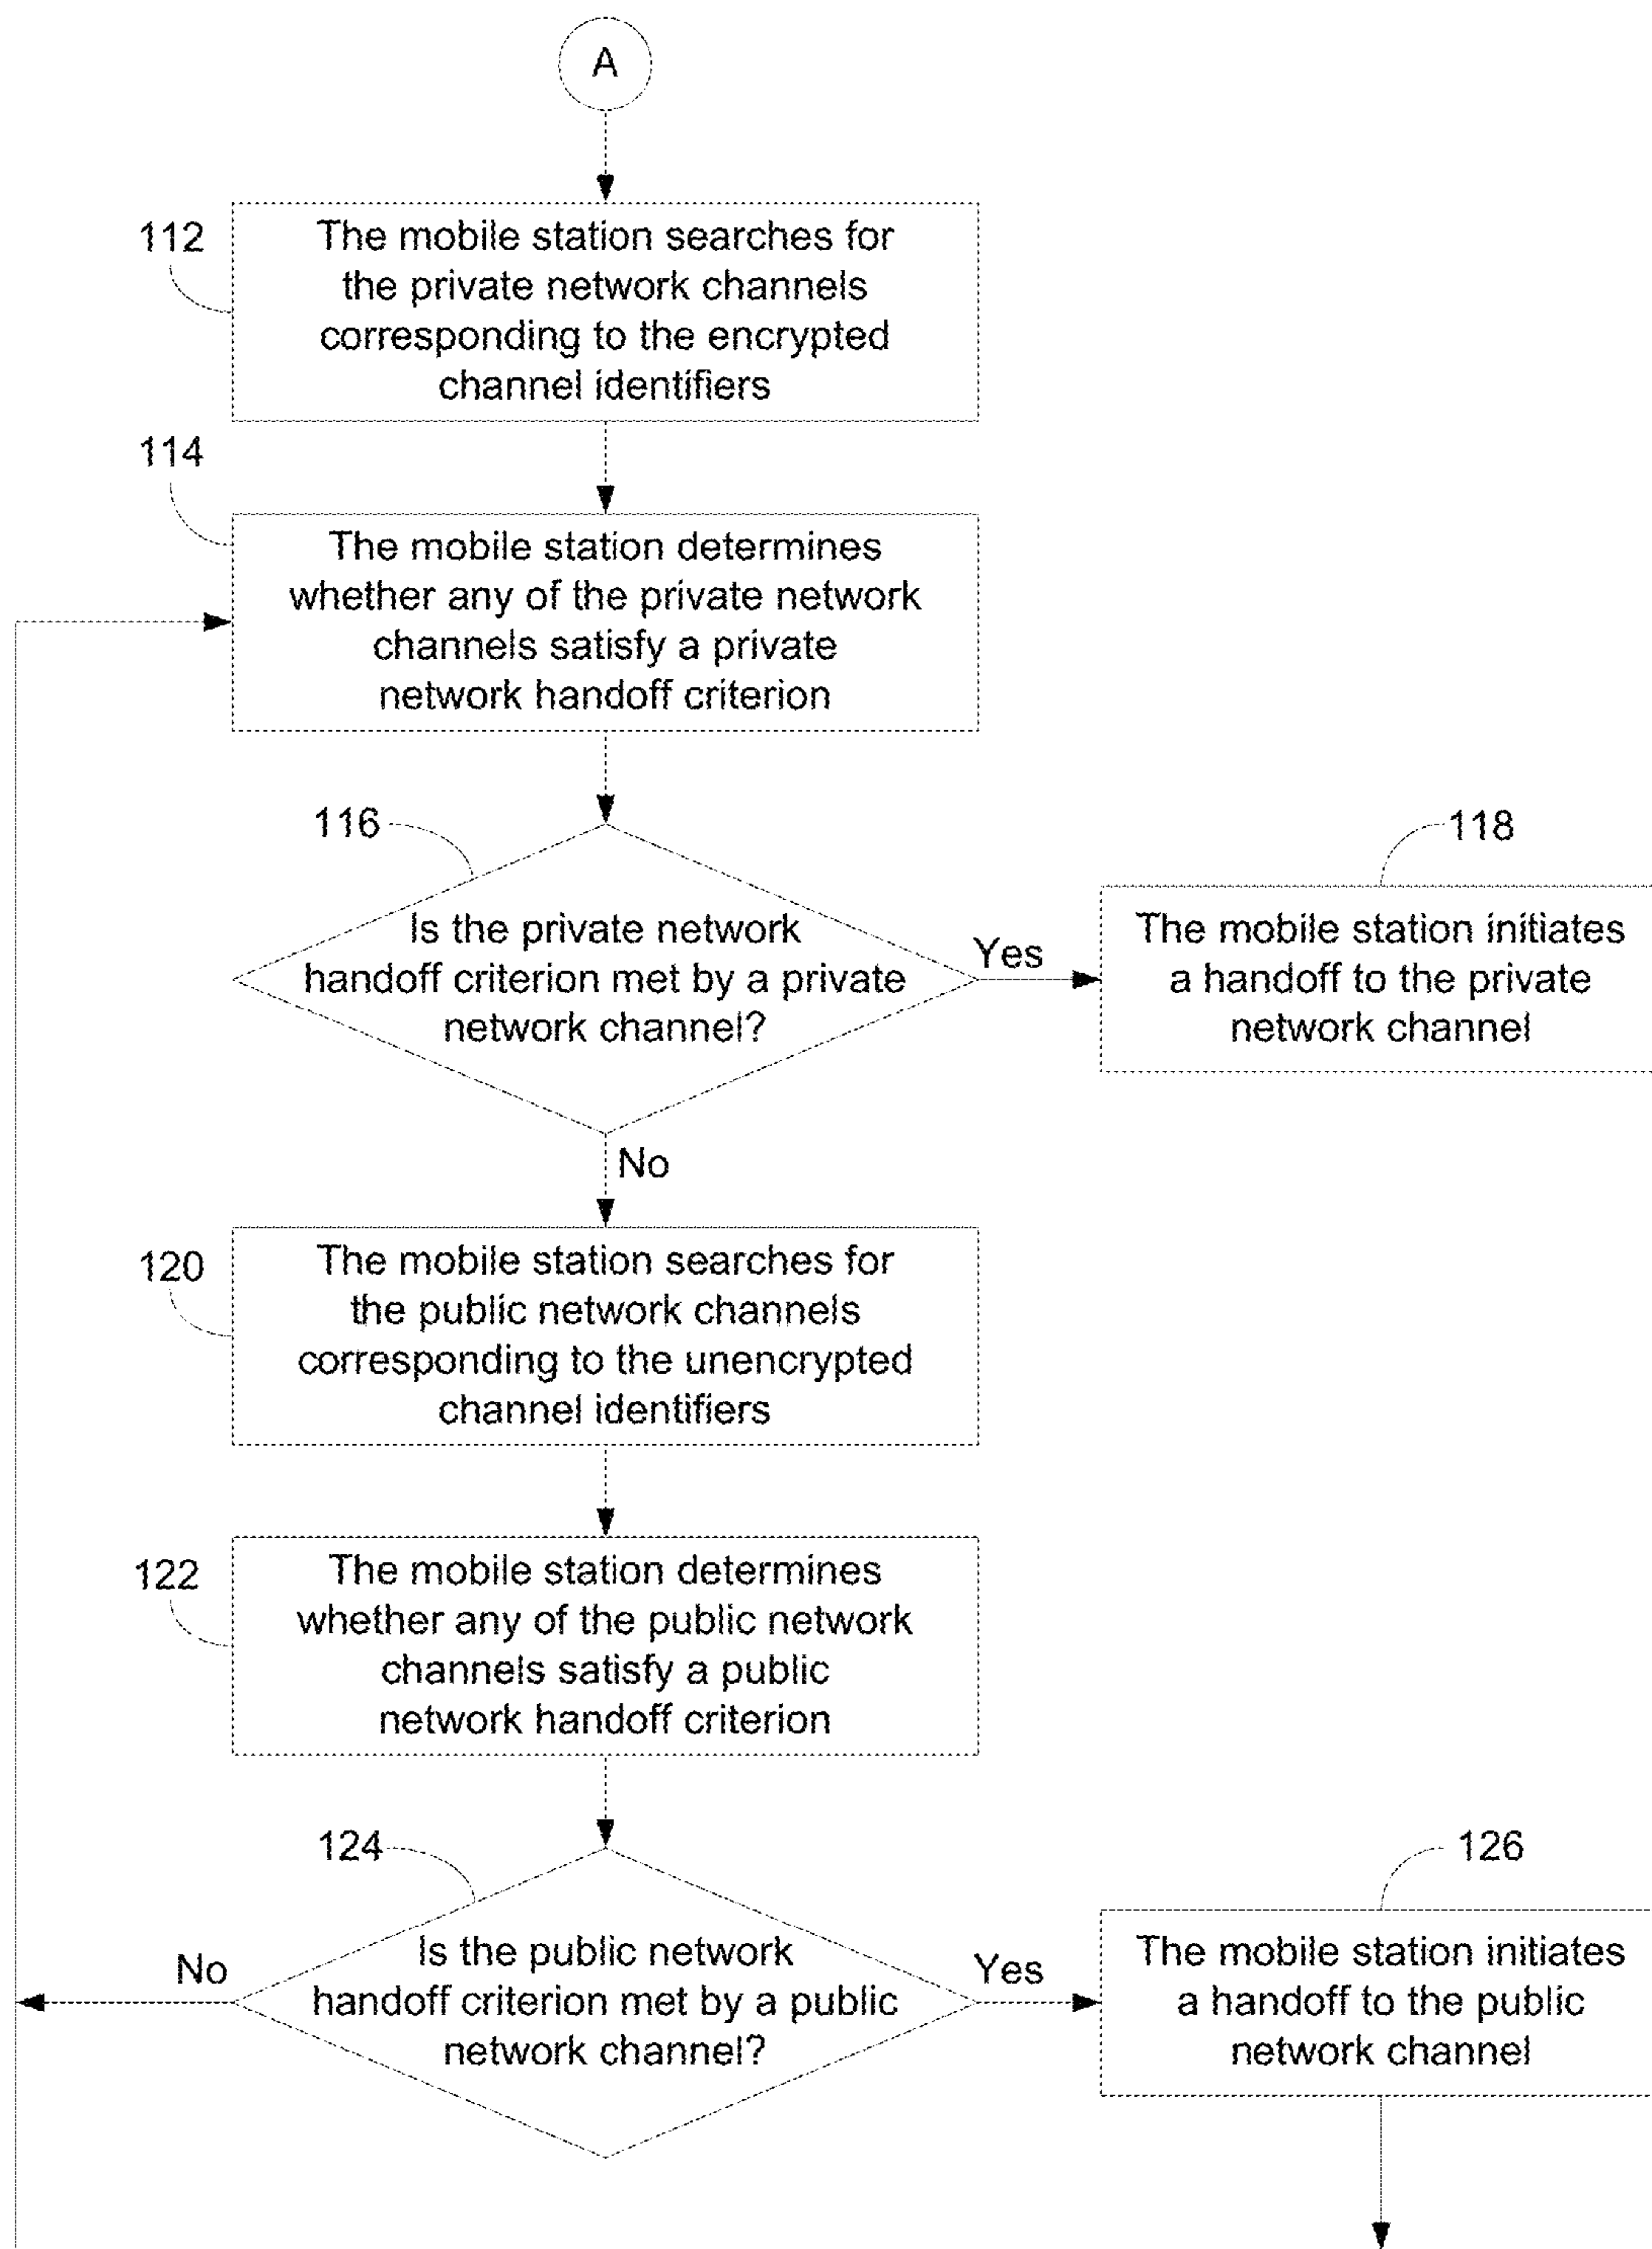 A
112
The mobile station searches for
the private network channels
corresponding to the encrypted
channel identifiers
114
The mobile station determines
whether any of the private network
channels satisfy a private
network handoff criterion
116
Is the private network
handoff criterion met by a private
network channel?
Yes
118
The mobile station initiates
a handoff to the private
network channel
No
120
The mobile station searches for
the public network channels
corresponding to the unencrypted
channel identifiers
122
The mobile station determines
whether any of the public network
channels satisfy a public
network handoff criterion
124
Is the public network
handoff criterion met by a public
network channel?
No
Yes
126
The mobile station initiates
a handoff to the public
network channel